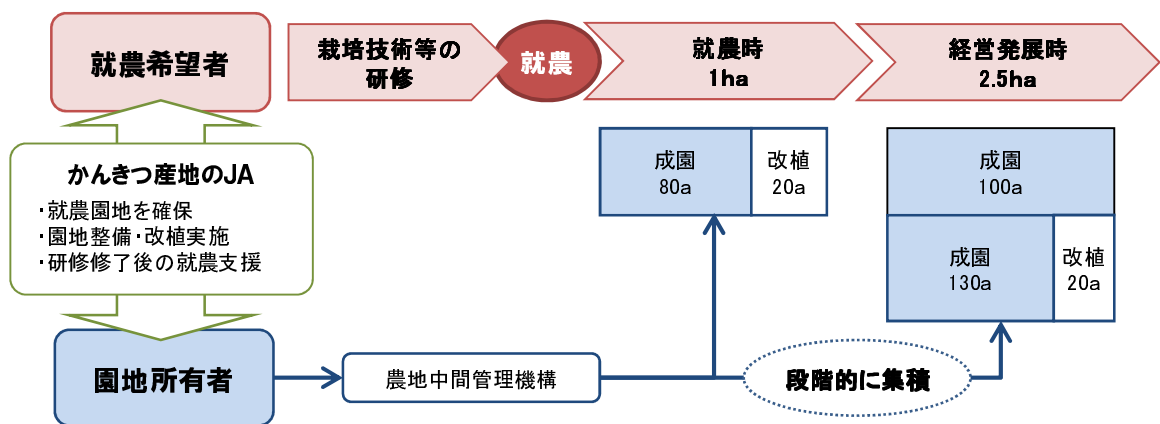 就農希望者
栽培技術等の
研修
就農
就農時
1ha
経営発展時
2.5ha
かんきつ産地のJA
・就農園地を確保
・園地整備・改植実施
・研修修了後の就農支援
成園
80a
改植
20a
成園
100a
成園
130a
改植
20a
園地所有者
農地中間管理機構
段階的に集積